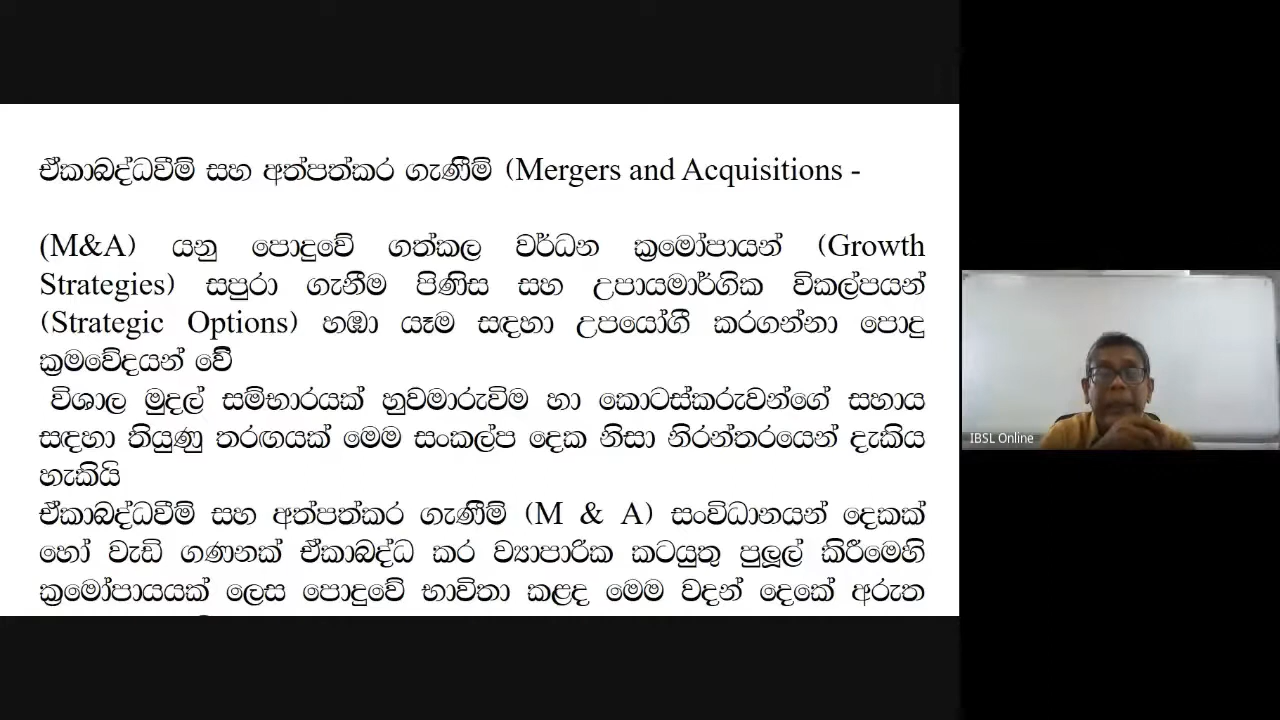 ඒකාබද්ධවීම් සහ අත්පත්කර ගැණීම් (Mergers and Acquisitions -
(M&A) යනු පොදුවේ ගත්කල වර්ධන ක්‍රමෝපායන් (Growth
Strategies) සපුරා ගැනීම පිණිස සහ උපායමාර්ගික විකල්පයන්
(Strategic Options) හඹා යෑම සඳහා උපයෝගී කරගන්නා පොදු
ක්‍රමවේදයන් වේ
විශාල මුදල් සම්භාරයක් හුවමාරුවිම හා කොටස්කරුවන්ගේ සහාය
සඳහා තියුණු තරඟයක් මෙම සංකල්ප දෙක නිසා නිරන්තරයෙන් දැකිය
හැකියි
ඒකාබද්ධවීම් සහ අත්පත්කර ගැණීම් (M & A) සංවිධානයන් දෙකක්
හෝ වැඩි ගණනක් ඒකාබද්ධ කර ව්‍යාපාරික කටයුතු පුලුල් කිරීමෙහි
ක්‍රමෝපායයක් ලෙස පොදුවේ භාවිතා කළද මෙම වදන් දෙකේ අරුත
IBSL Online